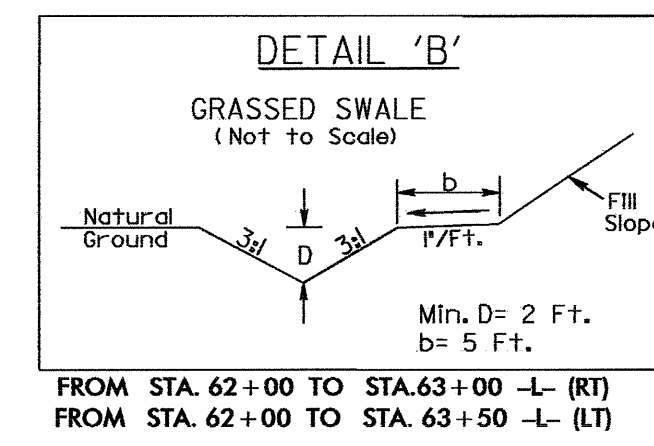 DETAIL 'B'
GRASSED SWALE
(Not to Scale)
b
Natural
Ground
3:1
D
3:1
1"/Ft.
Fill
Slope
Min. D= 2 Ft.
b= 5 Ft.
FROM STA. 62+00 TO STA.63+00 -L- (RT)
FROM STA. 62+00 TO STA. 63+50 -L- (LT)